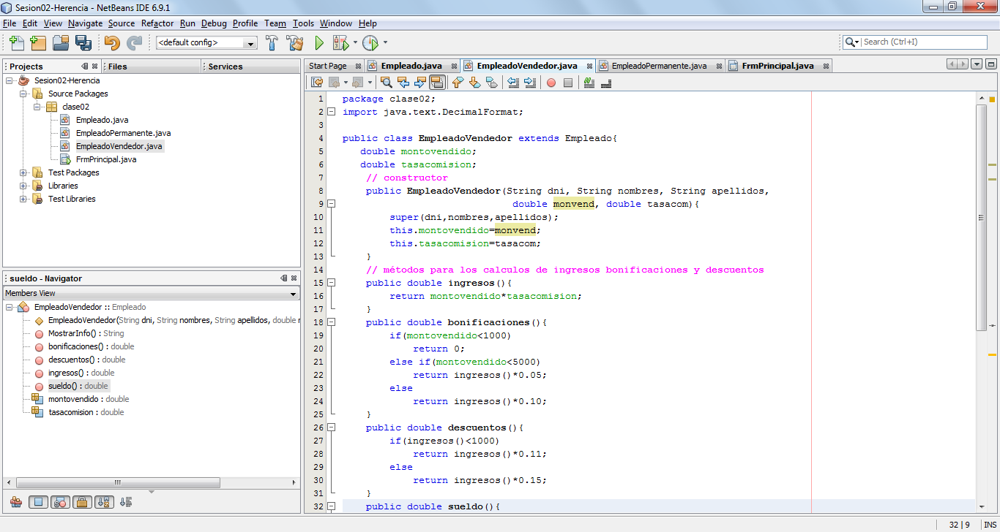 Sesion02-Herencia - NetBeans IDE 6.9.1
File Edit View Navigate Source Refactor Run Debug Profile Team Tools Window Help
<default config>
Search (Ctrl+I)
Projects Files Services
Sesion02-Herencia
Source Packages
clase02
Empleado.java
EmpleadoPermanente.java
EmpleadoVendedor.java
FrmPrincipal.java
Test Packages
Libraries
Test Libraries
sueldo - Navigator
Members View
EmpleadoVendedor :: Empleado
EmpleadoVendedor(String dni, String nombres, String apellidos, double
MostrarInfo() : String
bonificaciones() : double
descuentos() : double
ingresos() : double
sueldo() : double
montovendido : double
tasacomision : double
Start Page Empleado.java EmpleadoVendedor.java EmpleadoPermanente.java FrmPrincipal.java
1 package clase02;
2 import java.text.DecimalFormat;
3
4 public class EmpleadoVendedor extends Empleado{
5 double montovendido;
6 double tasacomision;
7 // constructor
8 public EmpleadoVendedor(String dni, String nombres, String apellidos,
9 double monvend, double tasacom){
10 super(dni,nombres,apellidos);
11 this.montovendido=monvend;
12 this.tasacomision=tasacom;
13 }
14 // métodos para los calculos de ingresos bonificaciones y descuentos
15 public double ingresos(){
16 return montovendido*tasacomision;
17 }
18 public double bonificaciones(){
19 if(montovendido<1000)
20 return 0;
21 else if(montovendido<5000)
22 return ingresos()*0.05;
23 else
24 return ingresos()*0.10;
25 }
26 public double descuentos(){
27 if(ingresos()<1000)
28 return ingresos()*0.11;
29 else
30 return ingresos()*0.15;
31 }
32 public double sueldo(){
32 | 9 INS